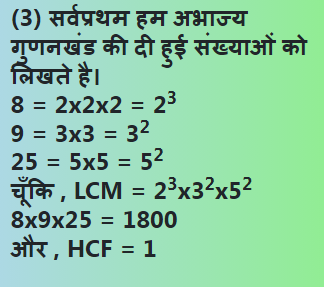 (3) सर्वप्रथम हम अभाज्य
गुणनखंड की दी हुई संख्याओं को
लिखते है।
8 = 2x2x2 = 2³
9 = 3x3 = 3²
25 = 5x5 = 5²
चूँकि , LCM = 2³x3²x5²
8x9x25 = 1800
और , HCF = 1